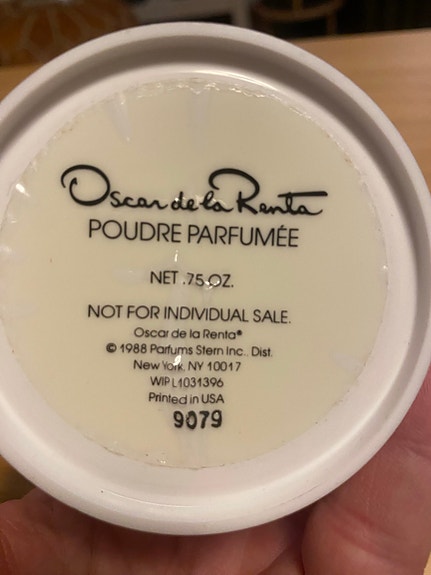 Oscar de la Renta
POUDRE PARFUMÉE
NET .75 OZ.
NOT FOR INDIVIDUAL SALE.
Oscar de la Renta®
© 1988 Parfums Stern Inc. Dist.
New York, NY 10017
WIP L1031396
Printed in USA
9079